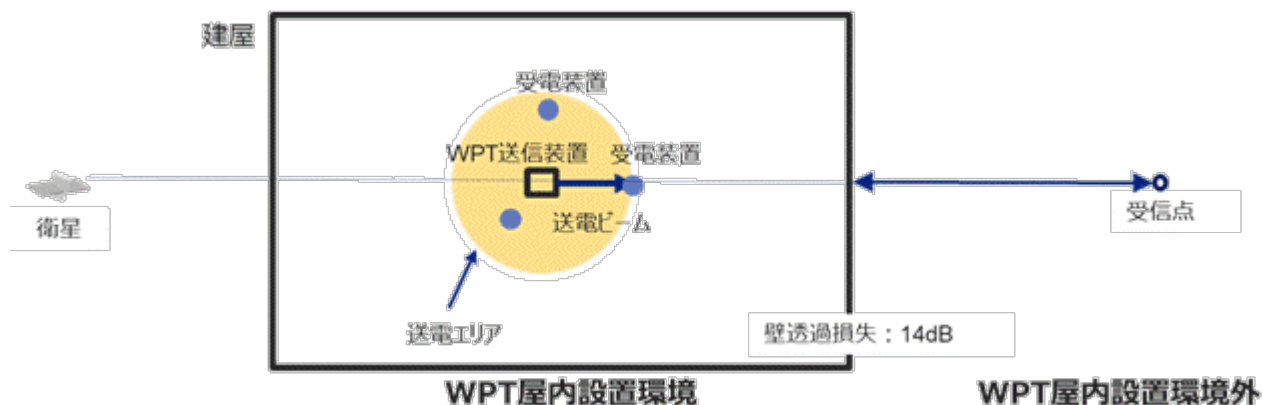 建屋
受電装置
WPT送信装置
受電装置
送電ビーム
衛星
受信点
送電エリア
壁透過損失:14dB
WPT屋内設置環境
WPT屋内設置環境外